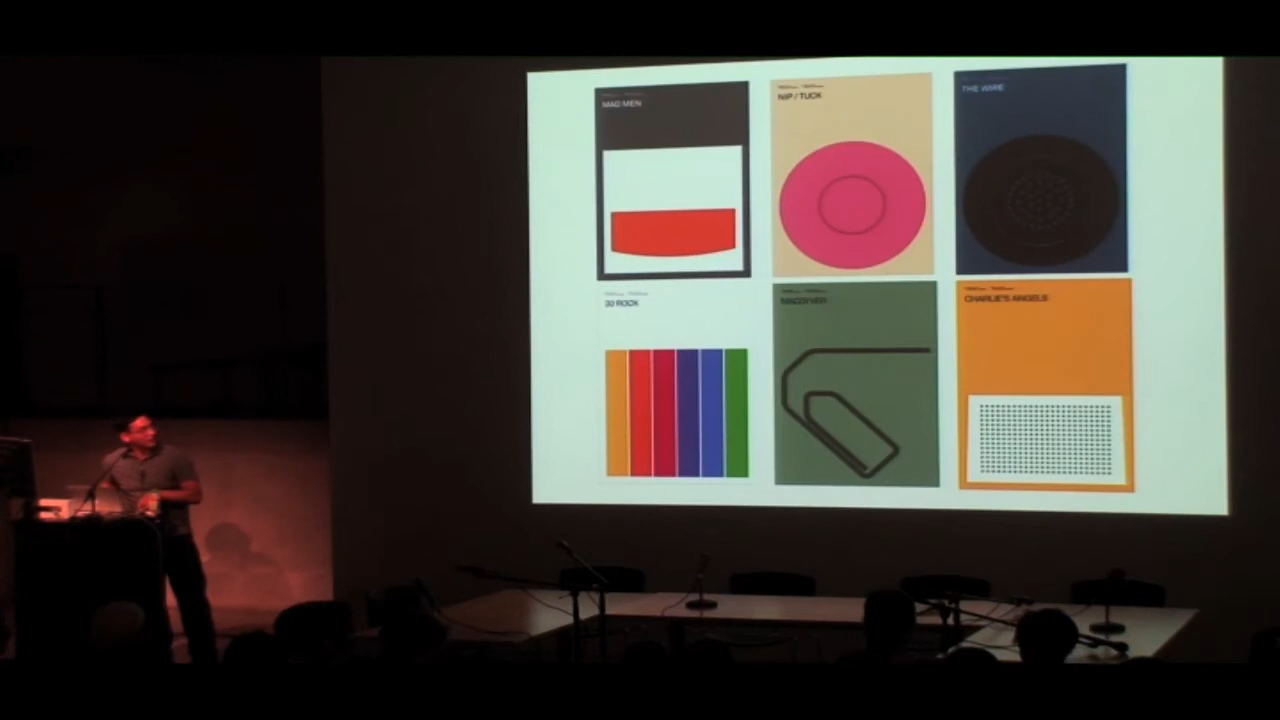 MAD MEN
NIP / TUCK
THE WIRE
30 ROCK
MACGYVER
CHARLIE'S ANGELS